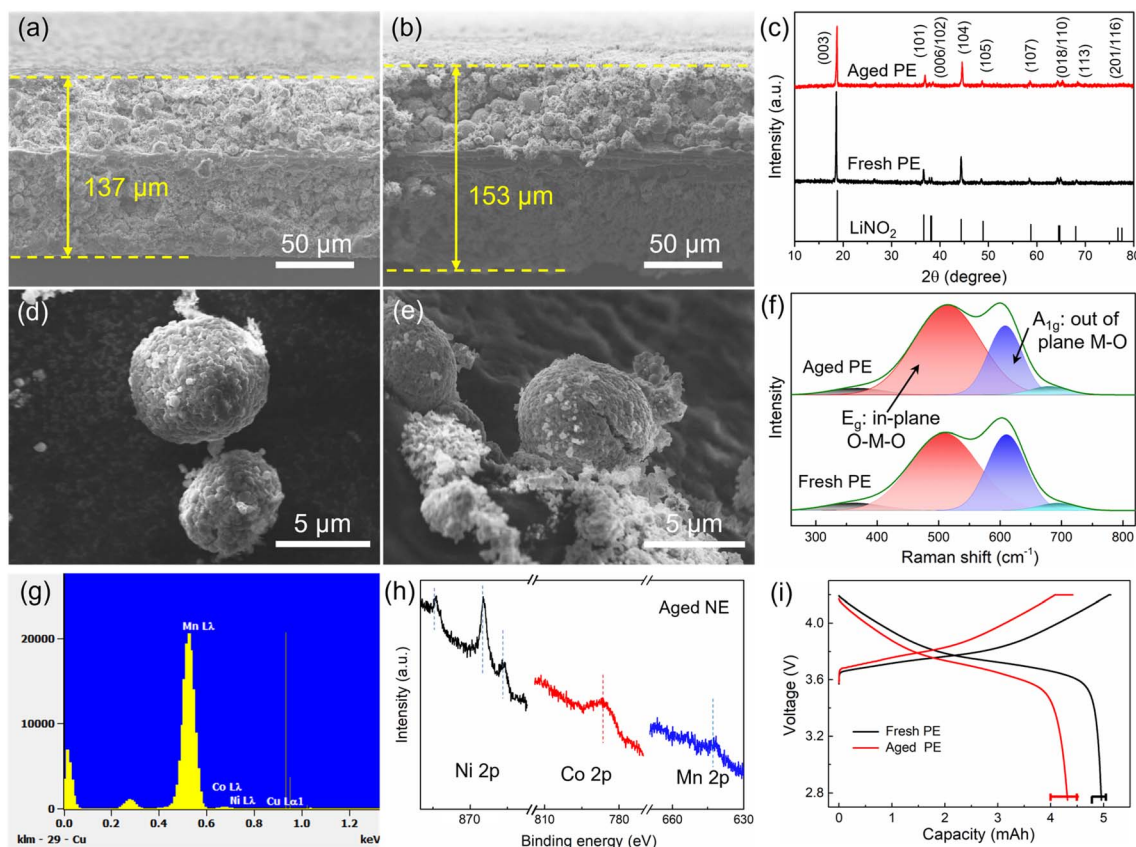 (a)
137 µm
50 µm
(b)
153 µm
50 µm
(c)
(003)
(101)
(006/102)
(104)
(105)
(107)
(018/110)
(113)
(201/116)
Aged PE
Fresh PE
LiNO₂
Intensity (a.u.)
10 20 30 40 50 60 70 80
2θ (degree)
(d)
5 µm
(e)
5 µm
(f)
A₁g: out of
plane M-O
Aged PE
Eg: in-plane
O-M-O
Fresh PE
Intensity
300 400 500 600 700 800
Raman shift (cm⁻¹)
(g)
20000
10000
0
Mn Lλ
Co Lλ
Ni Lλ
Cu Lα1
0.0 0.2 0.4 0.6 0.8 1.0 1.2
klm - 29 - Cu
keV
(h)
Aged NE
Intensity (a.u.)
Ni 2p
Co 2p
Mn 2p
870 810 780 660 630
Binding energy (eV)
(i)
Voltage (V)
4.0
3.6
3.2
2.8
Fresh PE
Aged PE
0 1 2 3 4 5
Capacity (mAh)